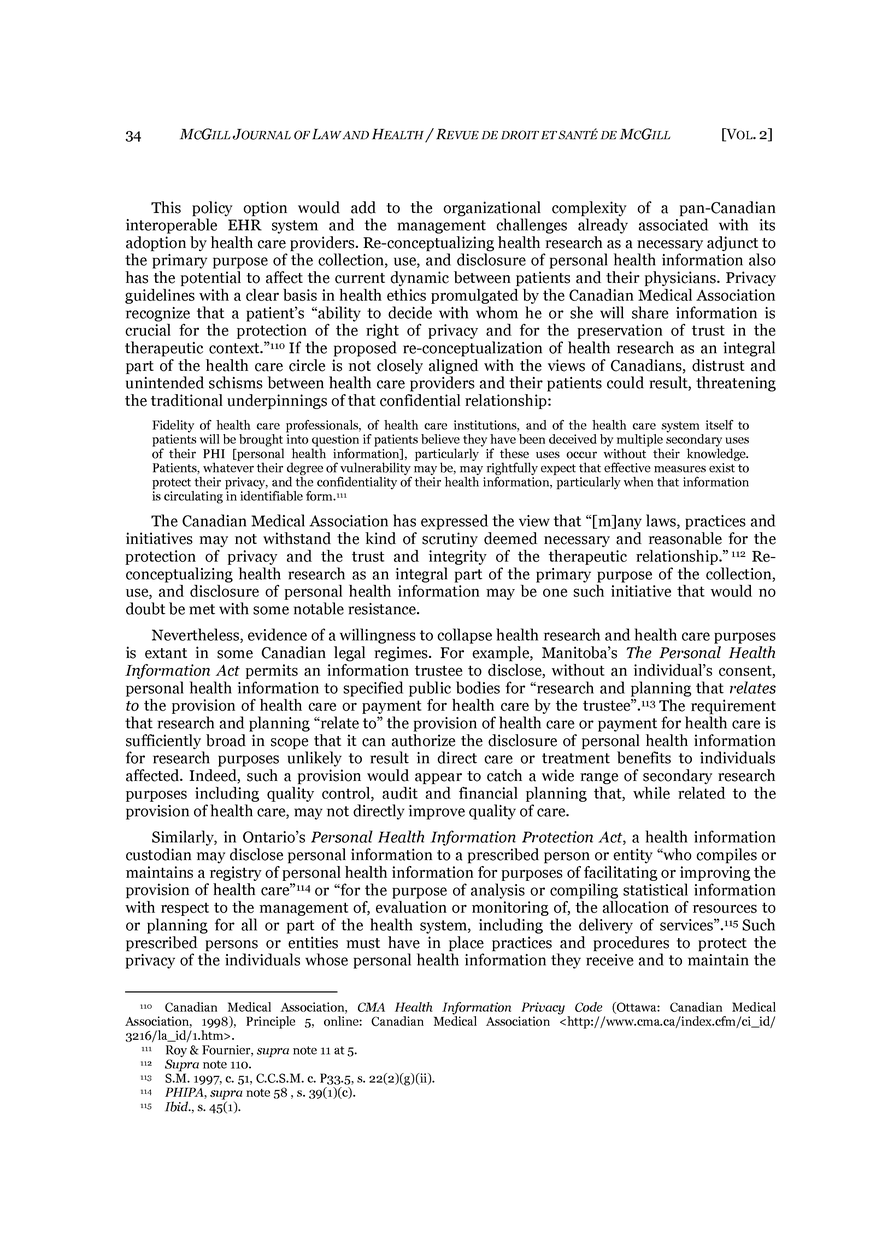 34 MCGILL JOURNAL OF LAW AND HEALTH / REVUE DE DROIT ET SANTÉ DE MCGILL [VOL. 2]
This policy option would add to the organizational complexity of a pan-Canadian
interoperable EHR system and the management challenges already associated with its
adoption by health care providers. Re-conceptualizing health research as a necessary adjunct to
the primary purpose of the collection, use, and disclosure of personal health information also
has the potential to affect the current dynamic between patients and their physicians. Privacy
guidelines with a clear basis in health ethics promulgated by the Canadian Medical Association
recognize that a patient’s “ability to decide with whom he or she will share information is
crucial for the protection of the right of privacy and for the preservation of trust in the
therapeutic context.”¹¹⁰ If the proposed re-conceptualization of health research as an integral
part of the health care circle is not closely aligned with the views of Canadians, distrust and
unintended schisms between health care providers and their patients could result, threatening
the traditional underpinnings of that confidential relationship:
Fidelity of health care professionals, of health care institutions, and of the health care system itself to
patients will be brought into question if patients believe they have been deceived by multiple secondary uses
of their PHI [personal health information], particularly if these uses occur without their knowledge.
Patients, whatever their degree of vulnerability may be, may rightfully expect that effective measures exist to
protect their privacy, and the confidentiality of their health information, particularly when that information
is circulating in identifiable form.¹¹¹
The Canadian Medical Association has expressed the view that “[m]any laws, practices and
initiatives may not withstand the kind of scrutiny deemed necessary and reasonable for the
protection of privacy and the trust and integrity of the therapeutic relationship.” ¹¹² Re-
conceptualizing health research as an integral part of the primary purpose of the collection,
use, and disclosure of personal health information may be one such initiative that would no
doubt be met with some notable resistance.
Nevertheless, evidence of a willingness to collapse health research and health care purposes
is extant in some Canadian legal regimes. For example, Manitoba’s The Personal Health
Information Act permits an information trustee to disclose, without an individual’s consent,
personal health information to specified public bodies for “research and planning that relates
to the provision of health care or payment for health care by the trustee”.¹¹³ The requirement
that research and planning “relate to” the provision of health care or payment for health care is
sufficiently broad in scope that it can authorize the disclosure of personal health information
for research purposes unlikely to result in direct care or treatment benefits to individuals
affected. Indeed, such a provision would appear to catch a wide range of secondary research
purposes including quality control, audit and financial planning that, while related to the
provision of health care, may not directly improve quality of care.
Similarly, in Ontario’s Personal Health Information Protection Act, a health information
custodian may disclose personal information to a prescribed person or entity “who compiles or
maintains a registry of personal health information for purposes of facilitating or improving the
provision of health care”¹¹⁴ or “for the purpose of analysis or compiling statistical information
with respect to the management of, evaluation or monitoring of, the allocation of resources to
or planning for all or part of the health system, including the delivery of services”.¹¹⁵ Such
prescribed persons or entities must have in place practices and procedures to protect the
privacy of the individuals whose personal health information they receive and to maintain the
¹¹⁰ Canadian Medical Association, CMA Health Information Privacy Code (Ottawa: Canadian Medical
Association, 1998), Principle 5, online: Canadian Medical Association <http://www.cma.ca/index.cfm/ci_id/
3216/la_id/1.htm>.
¹¹¹ Roy & Fournier, supra note 11 at 5.
¹¹² Supra note 110.
¹¹³ S.M. 1997, c. 51, C.C.S.M. c. P33.5, s. 22(2)(g)(ii).
¹¹⁴ PHIPA, supra note 58 , s. 39(1)(c).
¹¹⁵ Ibid., s. 45(1).